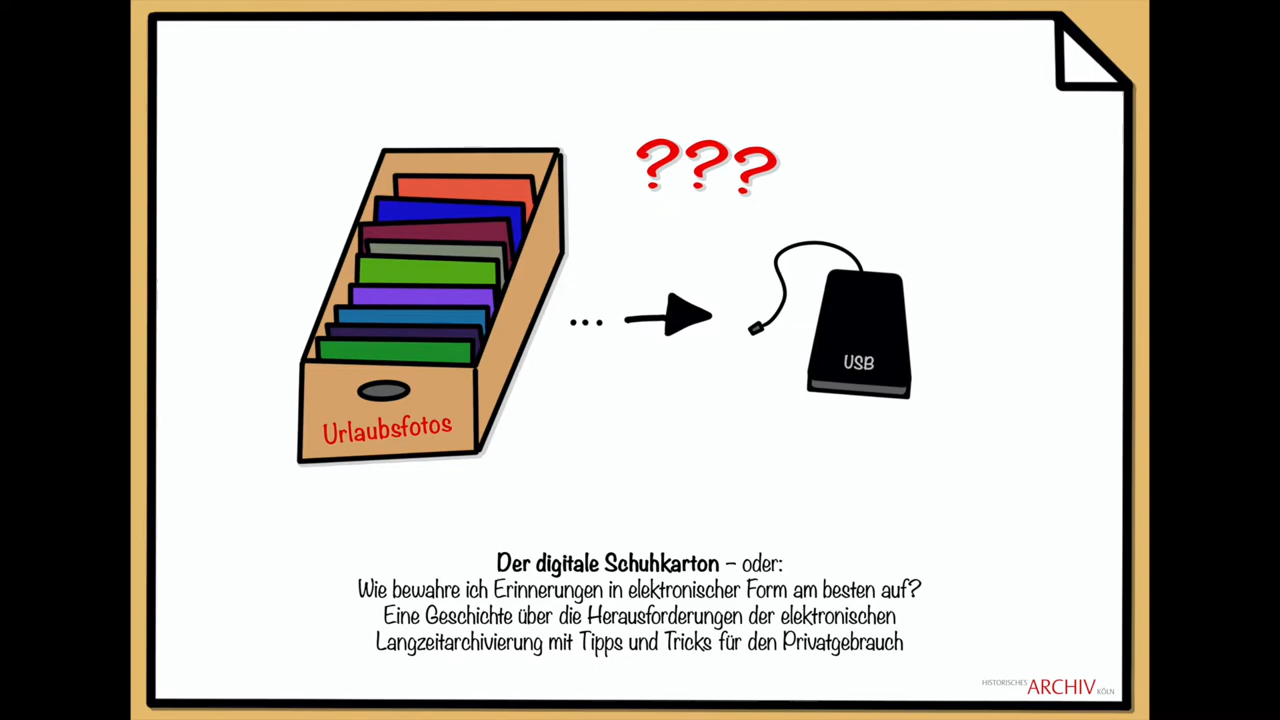 ???
USB
Urlaubsfotos
Der digitale Schuhkarton – oder:
Wie bewahre ich Erinnerungen in elektronischer Form am besten auf?
Eine Geschichte über die Herausforderungen der elektronischen
Langzeitarchivierung mit Tipps und Tricks für den Privatgebrauch
HISTORISCHES ARCHIV KÖLN